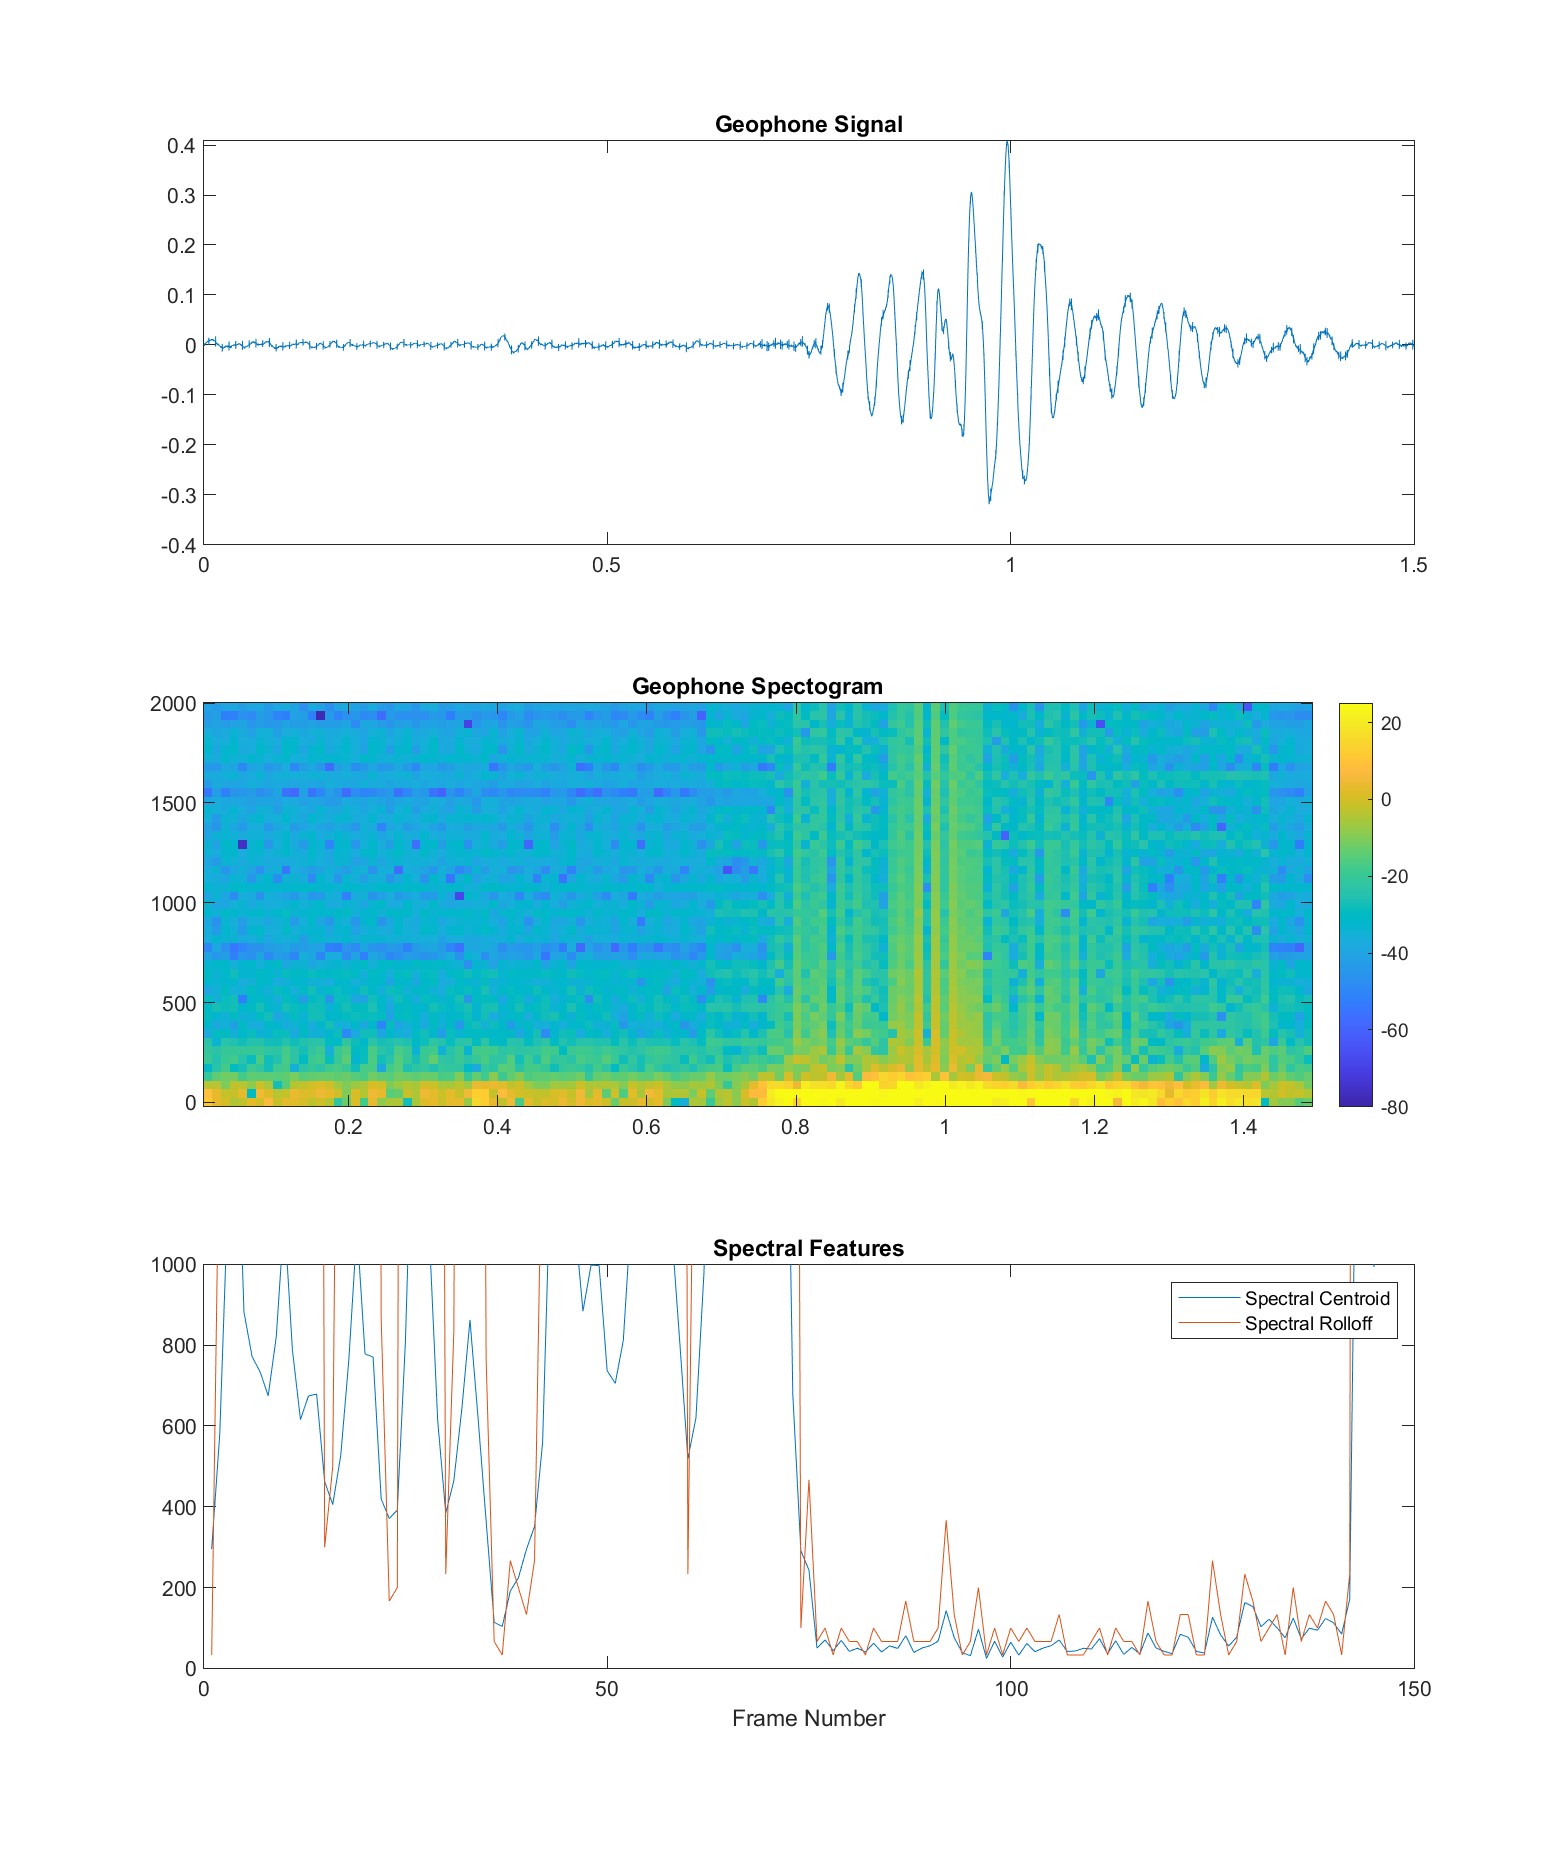 Geophone Signal
0.4
0.3
0.2
0.1
0
-0.1
-0.2
-0.3
-0.4
0 0.5 1 1.5
Geophone Spectogram
2000
1500
1000
500
0
20
0
-20
-40
-60
-80
0.2 0.4 0.6 0.8 1 1.2 1.4
Spectral Features
1000
800
600
400
200
0
Spectral Centroid
Spectral Rolloff
0 50 100 150
Frame Number